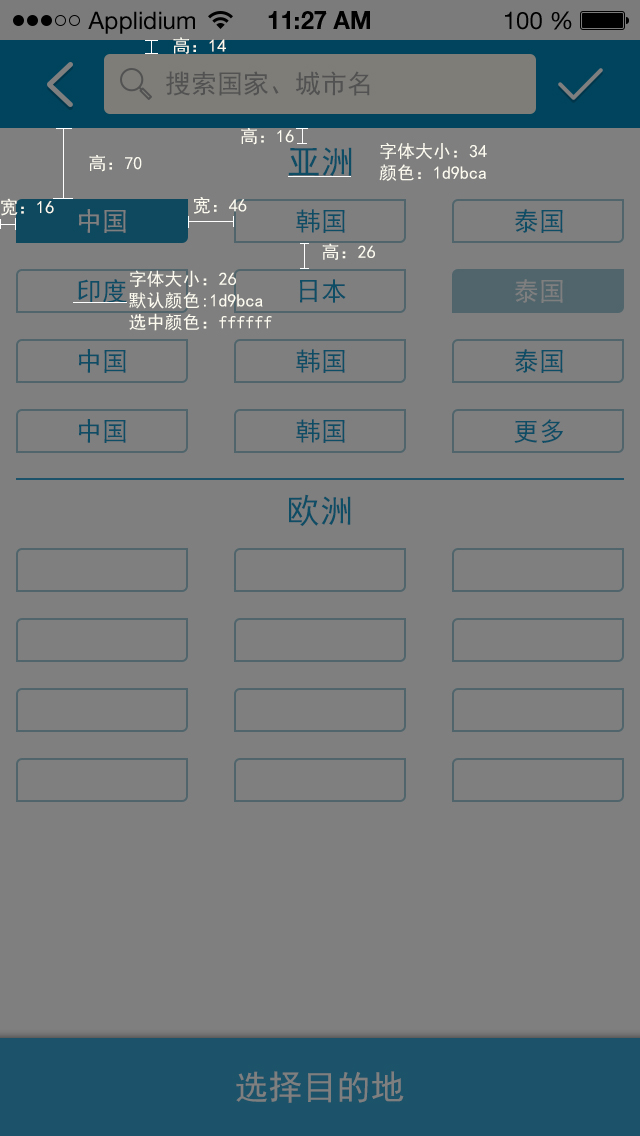 Applidium 11:27 AM 100 %
高：14
搜索国家、城市名
高：16
亚洲
字体大小：34
颜色：1d9bca
高：70
宽：16
宽：46
中国 韩国 泰国
高：26
印度 日本 泰国
字体大小：26
默认颜色:1d9bca
选中颜色：ffffff
中国 韩国 泰国
中国 韩国 更多
欧洲
选择目的地